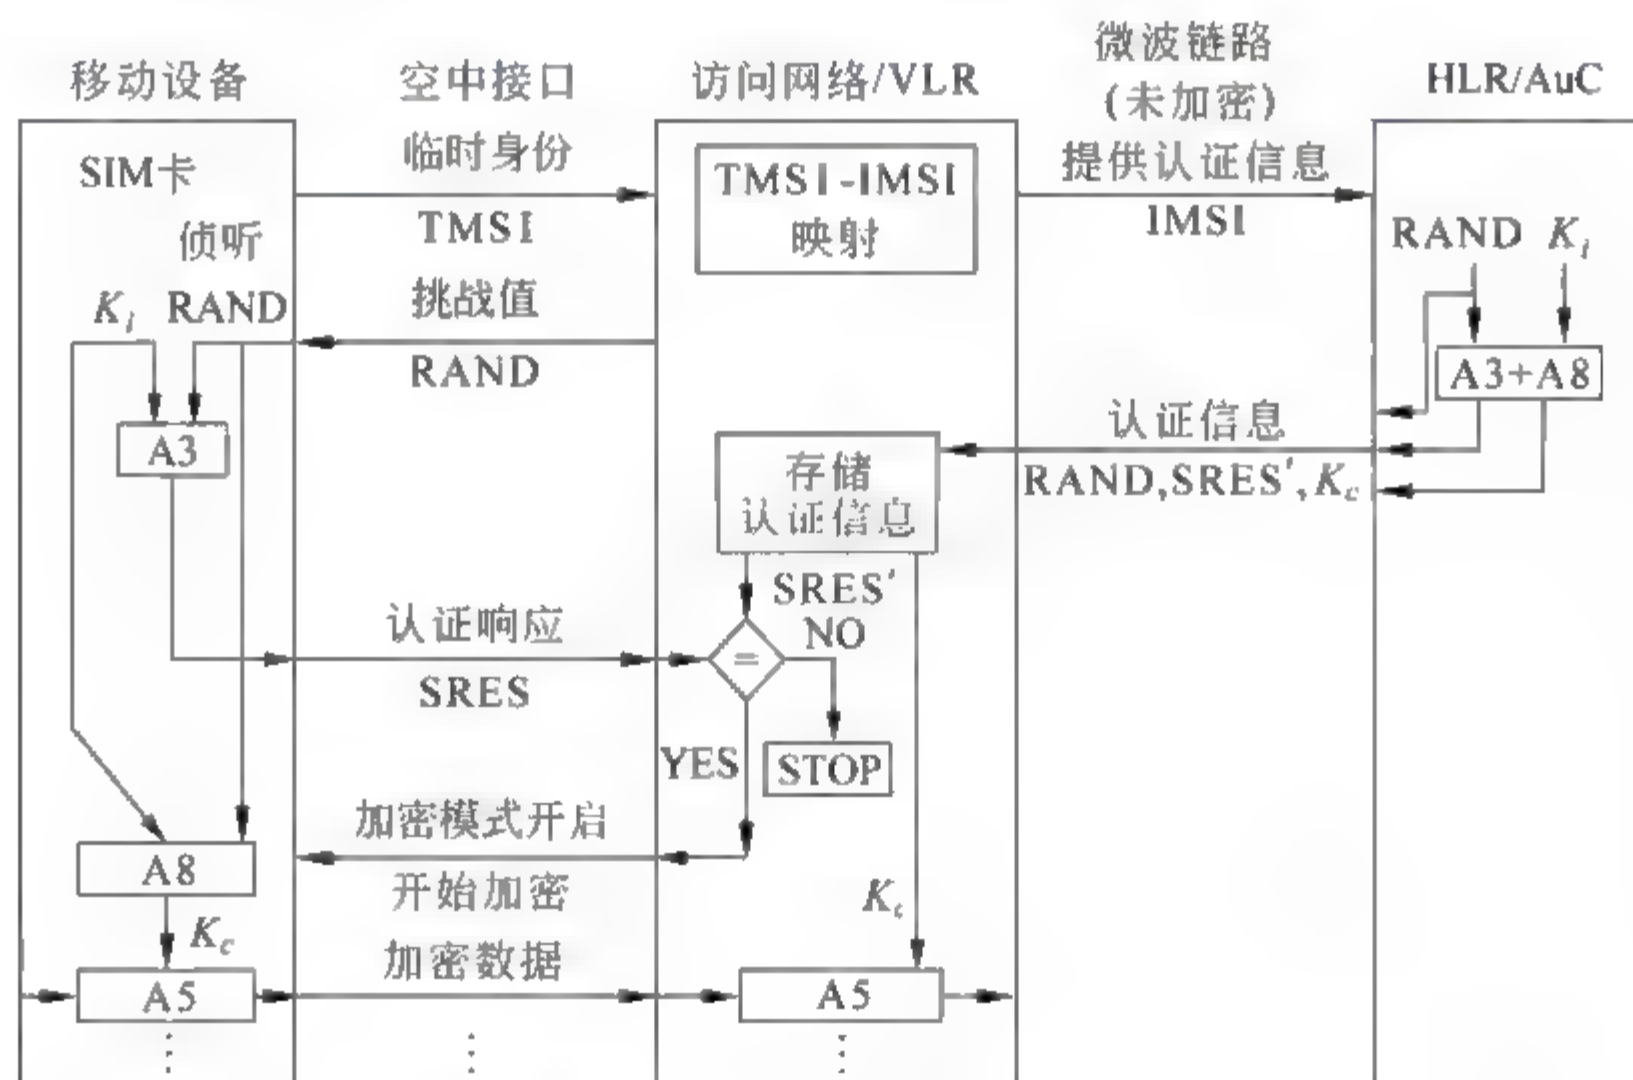 移动设备
空中接口
访问网络/VLR
微波链路
(未加密)
HLR/AuC
SIM卡
临时身份
TMSI
TMSI-IMSI
映射
提供认证信息
IMSI
侦听
Ki RAND
挑战值
RAND
RAND Ki
A3+A8
A3
认证信息
RAND,SRES′,Kc
存储
认证信息
SRES′
NO
认证响应
SRES
=
STOP
YES
加密模式开启
开始加密
A8
Kc
Kc
加密数据
A5
A5